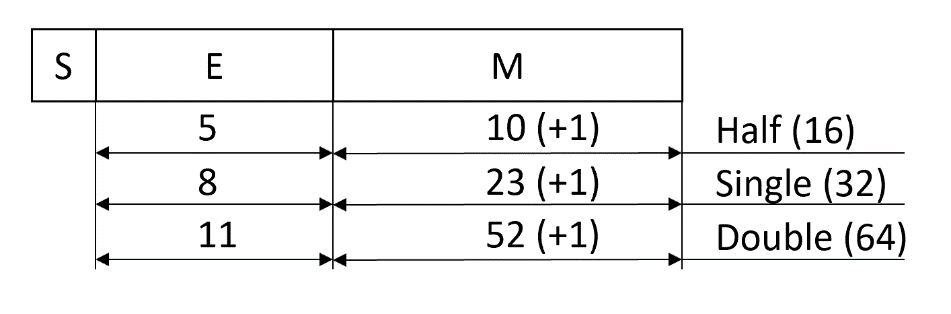 S E M
5 10 (+1) Half (16)
8 23 (+1) Single (32)
11 52 (+1) Double (64)